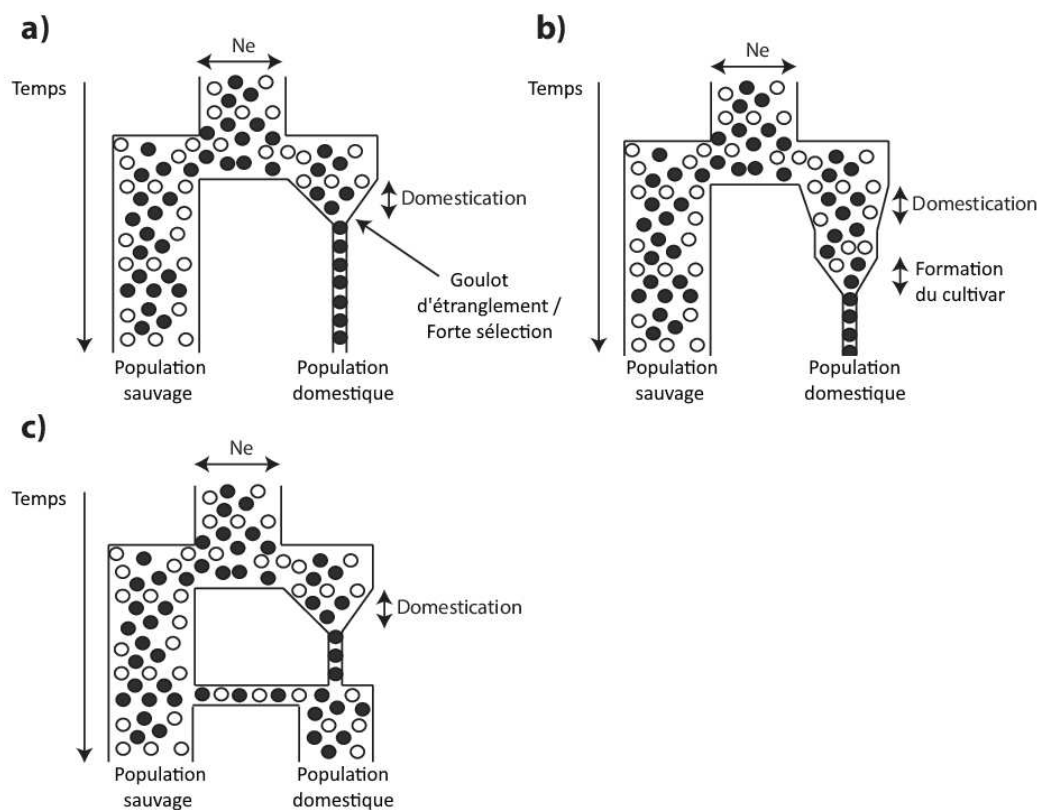 a)
Ne
Temps
Domestication
Goulot
d'étranglement /
Forte sélection
Population
sauvage
Population
domestique
b)
Ne
Temps
Domestication
Formation
du cultivar
Population
sauvage
Population
domestique
c)
Ne
Temps
Domestication
Population
sauvage
Population
domestique